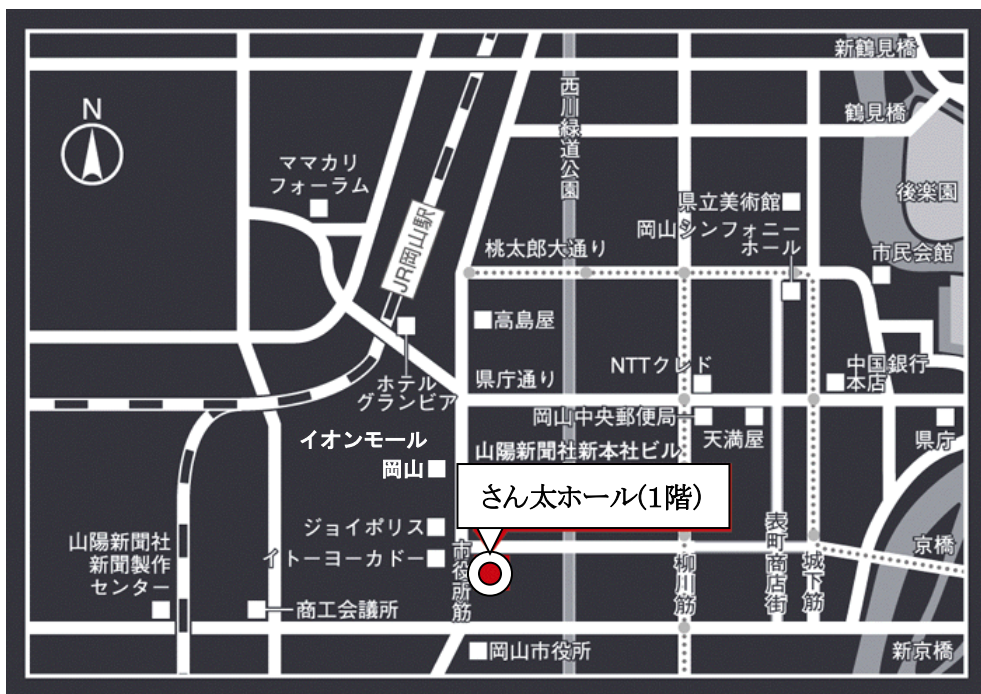 新鶴見橋
N
西川緑道公園
鶴見橋
ママカリ
フォーラム
県立美術館
後楽園
岡山シンフォニー
ホール
JR岡山駅
桃太郎大通り
市民会館
高島屋
NTTクレド
中国銀行
本店
ホテル
グランビア
県庁通り
岡山中央郵便局
天満屋
県庁
イオンモール
岡山
山陽新聞社新本社ビル
さん太ホール(1階)
ジョイポリス
イトーヨーカドー
市役所筋
柳川筋
表町商店街
城下筋
京橋
山陽新聞社
新聞製作
センター
商工会議所
岡山市役所
新京橋